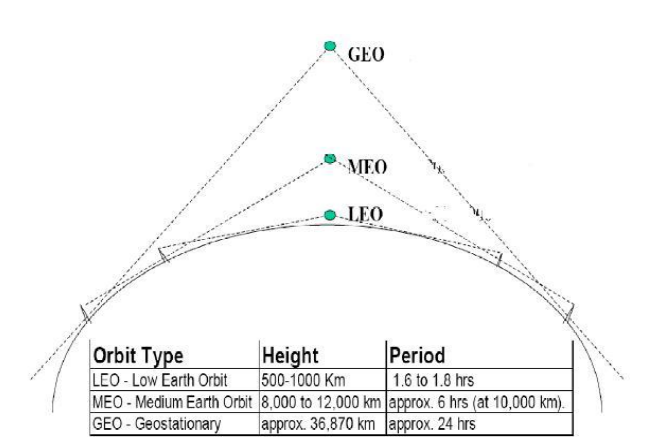 GEO
MEO
LEO
Orbit Type Height Period
LEO - Low Earth Orbit 500-1000 Km 1.6 to 1.8 hrs
MEO - Medium Earth Orbit 8,000 to 12,000 km approx. 6 hrs (at 10,000 km).
GEO - Geostationary approx. 36,870 km approx. 24 hrs